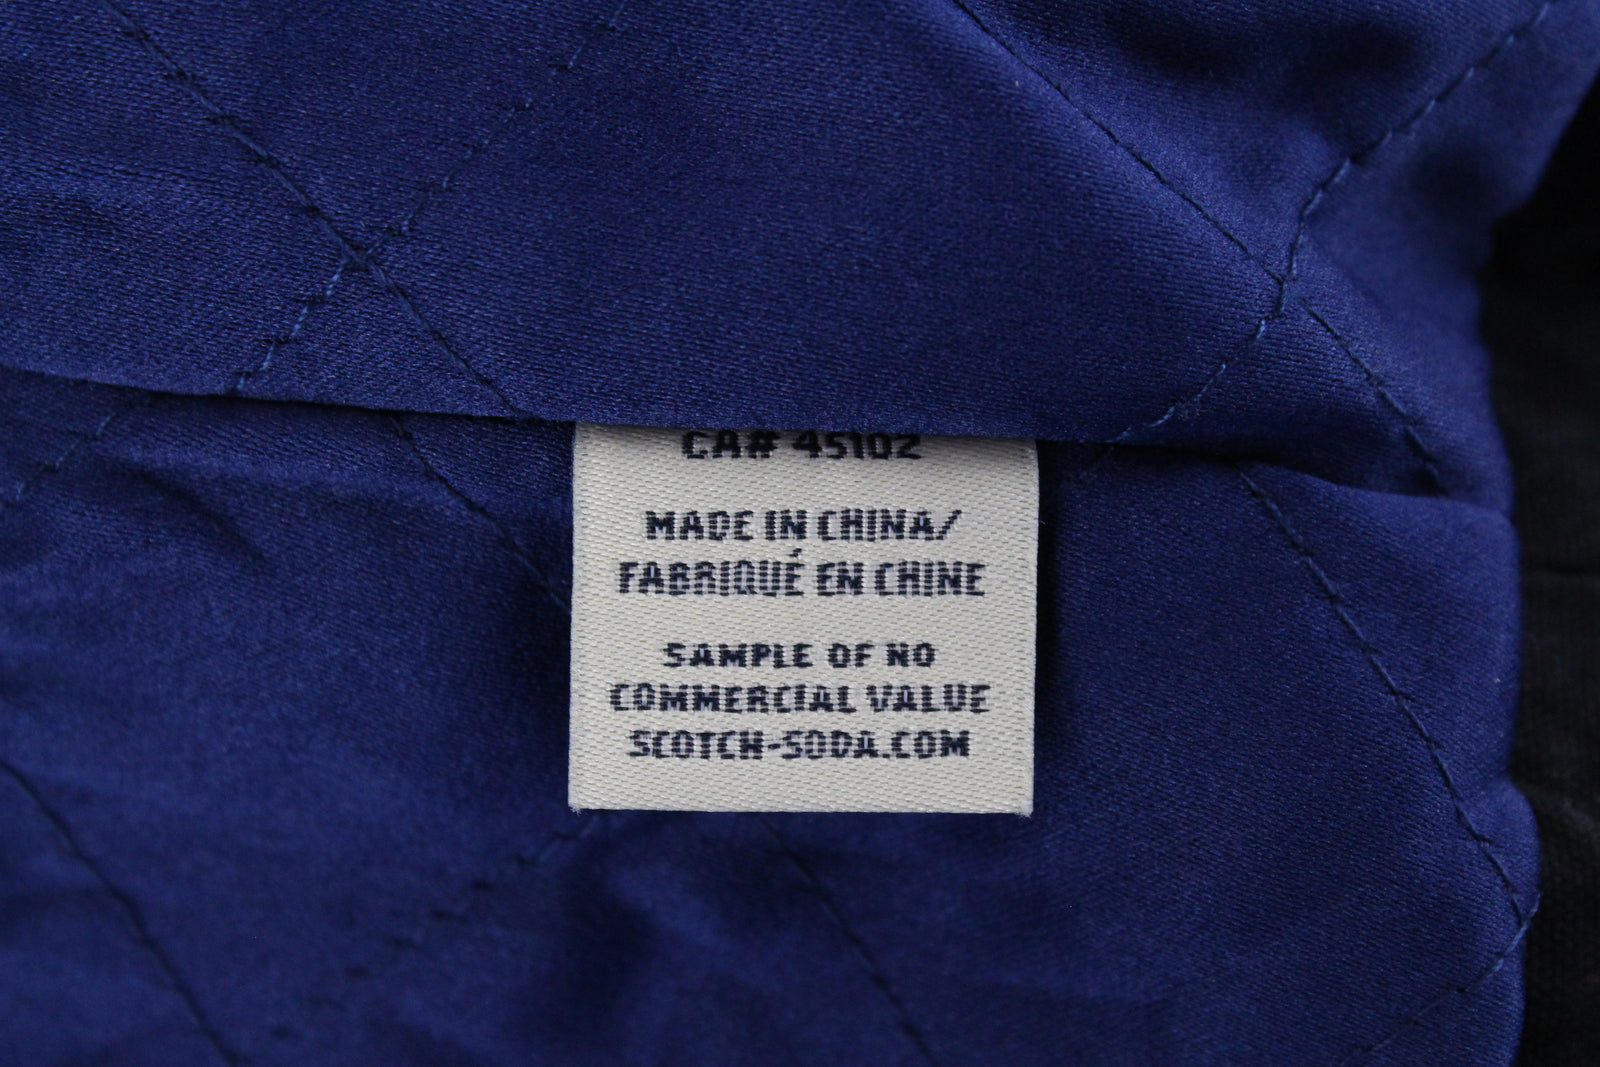 CA# 45102
MADE IN CHINA/
FABRIQUÉ EN CHINE
SAMPLE OF NO
COMMERCIAL VALUE
SCOTCH-SODA.COM